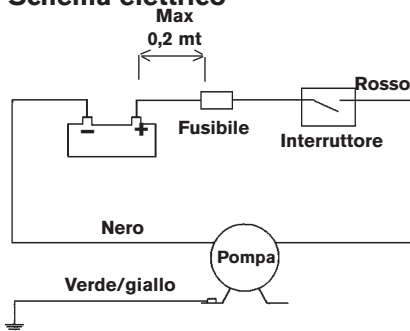 Schema elettrico
Max
0,2 mt
Rosso
− +
Fusibile
Interruttore
Nero
Pompa
Verde/giallo